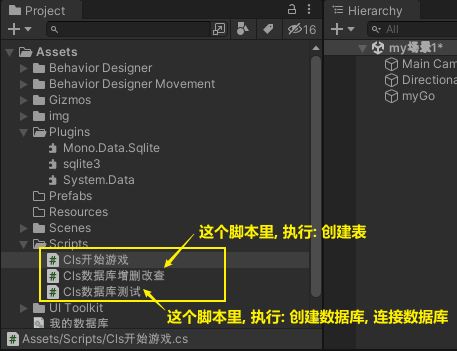 Project
Hierarchy
16
All
Assets
Behavior Designer
Behavior Designer Movement
Gizmos
img
Plugins
Mono.Data.Sqlite
sqlite3
System.Data
Prefabs
Resources
Scenes
Scripts
Cls开始游戏
Cls数据库增删改查
Cls数据库测试
UI Toolkit
我的数据库
Assets/Scripts/Cls开始游戏.cs
my场景1*
Main Cam
Directiona
myGo
这个脚本里, 执行: 创建表
这个脚本里, 执行: 创建数据库, 连接数据库